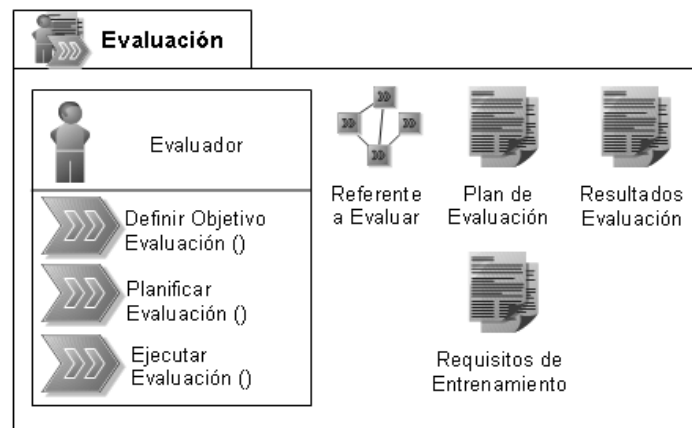 Evaluación
Evaluador
Definir Objetivo
Evaluación ()
Planificar
Evaluación ()
Ejecutar
Evaluación ()
Referente
a Evaluar
Plan de
Evaluación
Resultados
Evaluación
Requisitos de
Entrenamiento